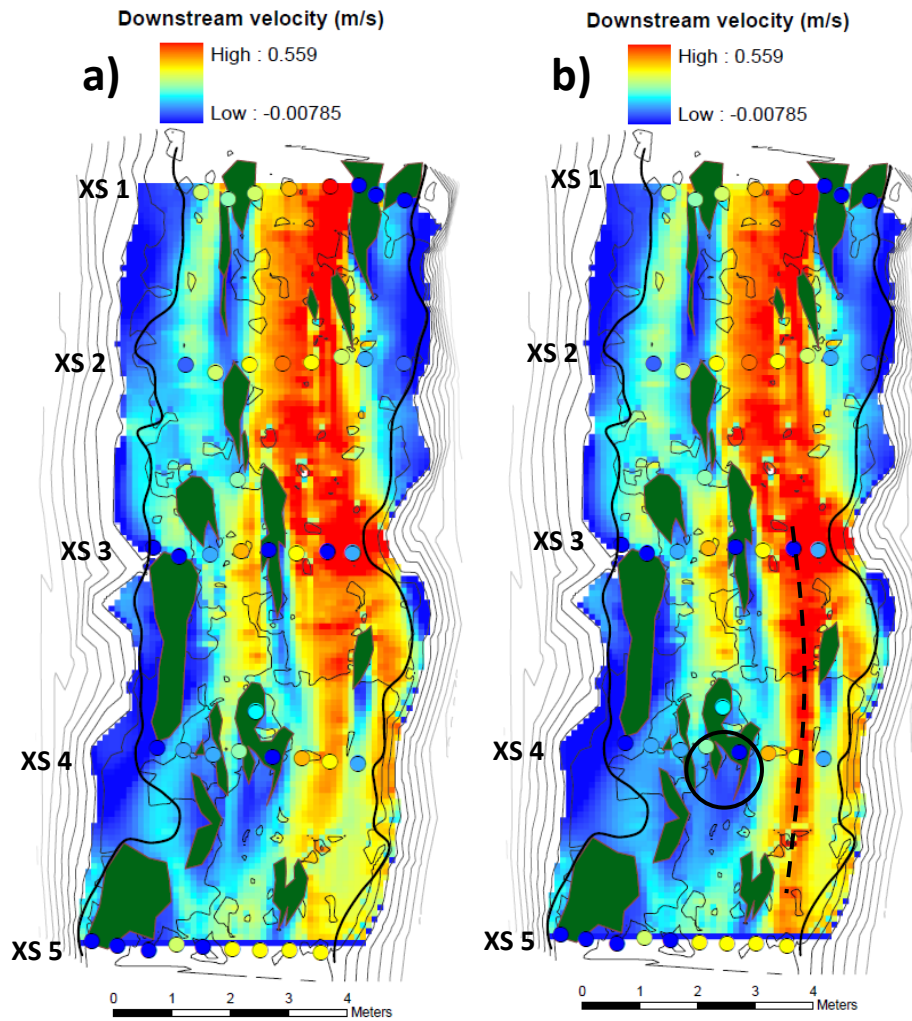 Downstream velocity (m/s)
a)
High : 0.559
Low : -0.00785
XS 1
XS 2
XS 3
XS 4
XS 5
0 1 2 3 4
Meters
Downstream velocity (m/s)
b)
High : 0.559
Low : -0.00785
XS 1
XS 2
XS 3
XS 4
XS 5
0 1 2 3 4
Meters